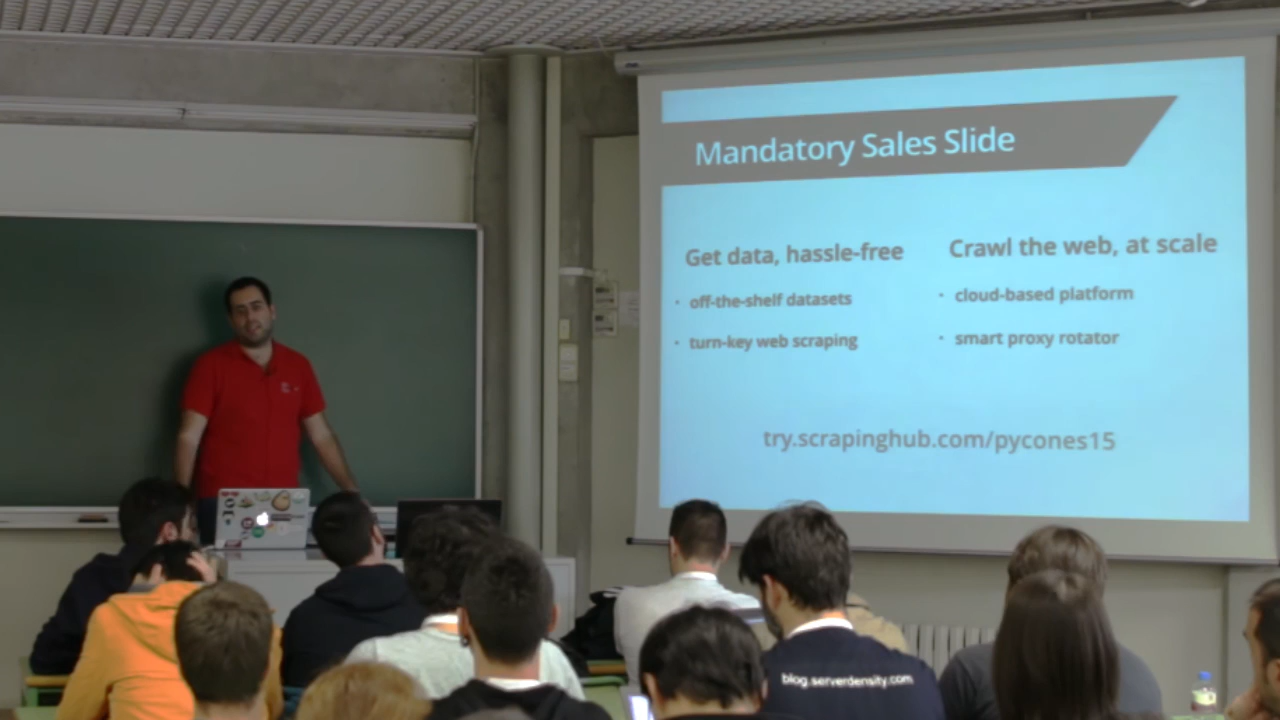 Mandatory Sales Slide
Get data, hassle-free
• off-the-shelf datasets
• turn-key web scraping
Crawl the web, at scale
• cloud-based platform
• smart proxy rotator
try.scrapinghub.com/pycones15
blog.serverdensity.com